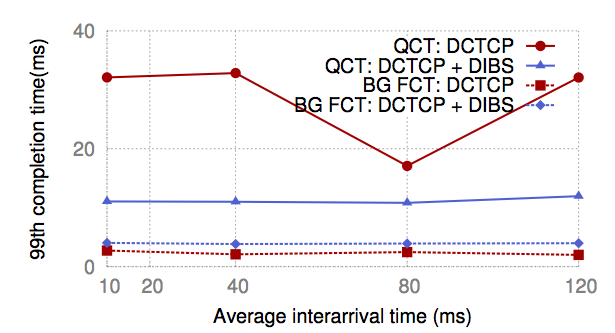 40
20
0
99th completion time(ms)
QCT: DCTCP
QCT: DCTCP + DIBS
BG FCT: DCTCP
BG FCT: DCTCP + DIBS
10 20 40 80 120
Average interarrival time (ms)